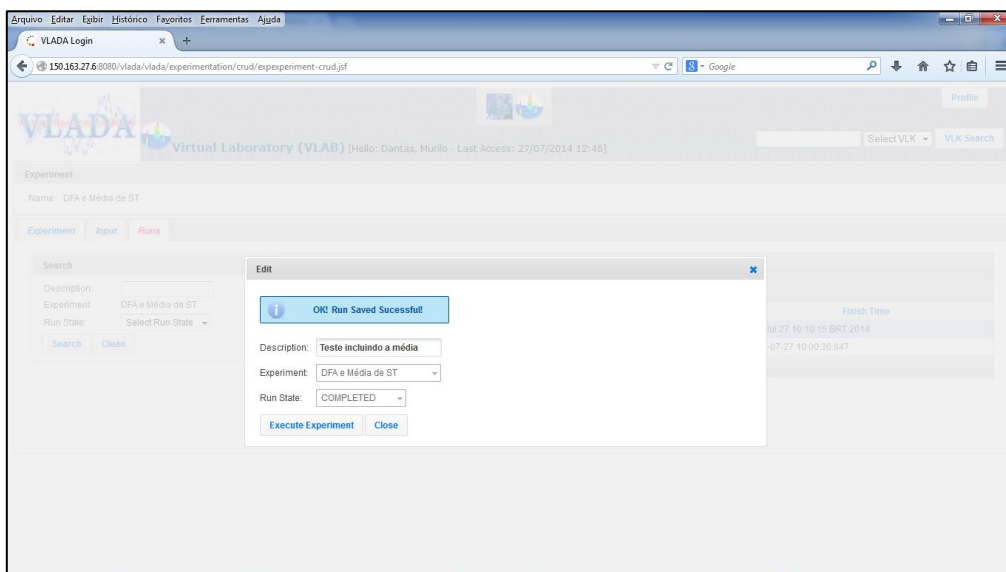 Arquivo Editar Exibir Histórico Favoritos Ferramentas Ajuda
VLADA Login
150.163.27.6:8080/vlada/vlada/experimentation/crud/expexperiment-crud.jsf
Google
Profile
VLADA
Virtual Laboratory (VLAB) [Hello: Dantas, Murilo - Last Access: 27/07/2014 12:46]
Select VLK
VLK Search
Experiment
Name: DFA e Média de ST
Experiment Input Runs
Search
Description:
Experiment: DFA e Média de ST
Run State: Select Run State
Search Clean
Edit
OK! Run Saved Sucessful!
Description: Teste incluindo a média
Experiment: DFA e Média de ST
Run State: COMPLETED
Execute Experiment Close
Finish Time
Jul 27 10:10:15 BRT 2014
-07-27 10:00:36.647